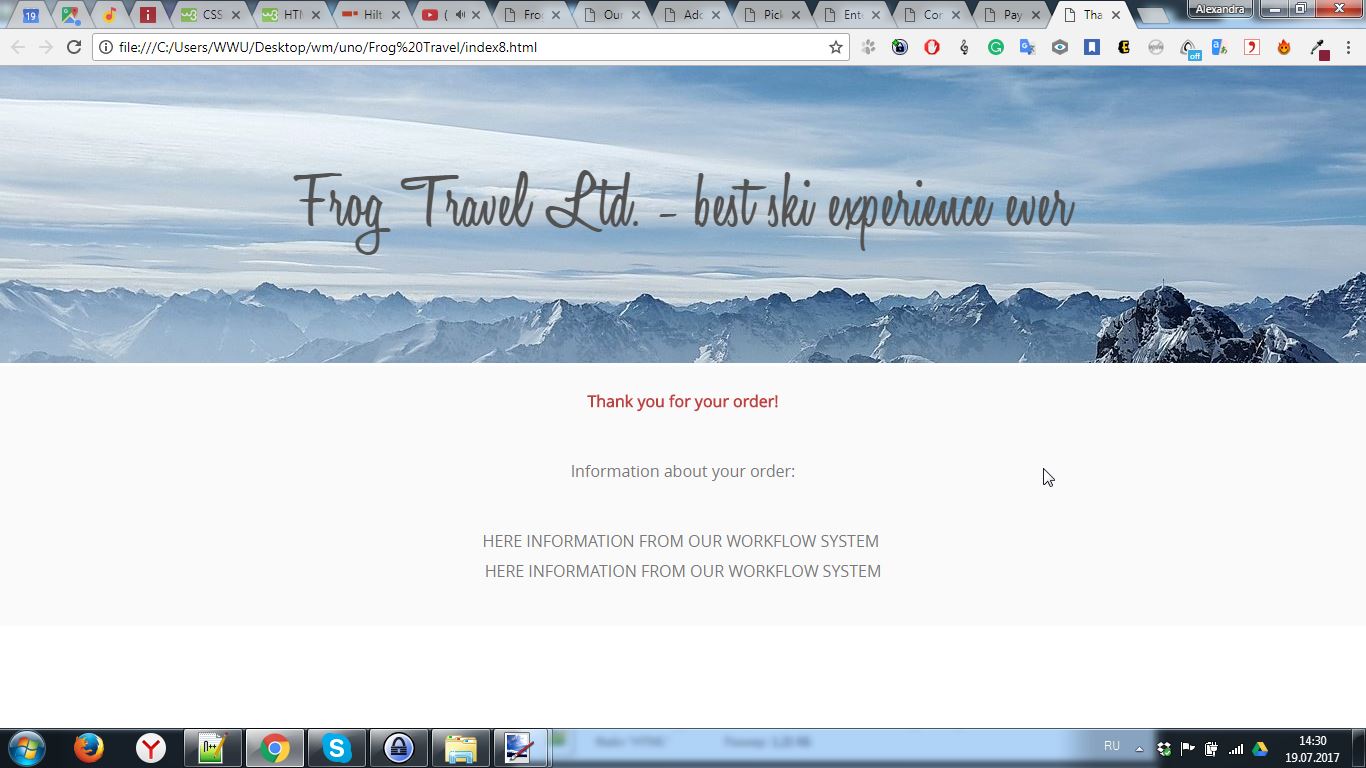 19
CSS
HTM
Hilt
(
Fro
Our
Add
Pick
Ente
Cor
Pay
Tha
Alexandra
file:///C:/Users/WWU/Desktop/wm/uno/Frog%20Travel/index8.html
off
Frog Travel Ltd. - best ski experience ever
Thank you for your order!
Information about your order:
HERE INFORMATION FROM OUR WORKFLOW SYSTEM
HERE INFORMATION FROM OUR WORKFLOW SYSTEM
RU
14:30
19.07.2017